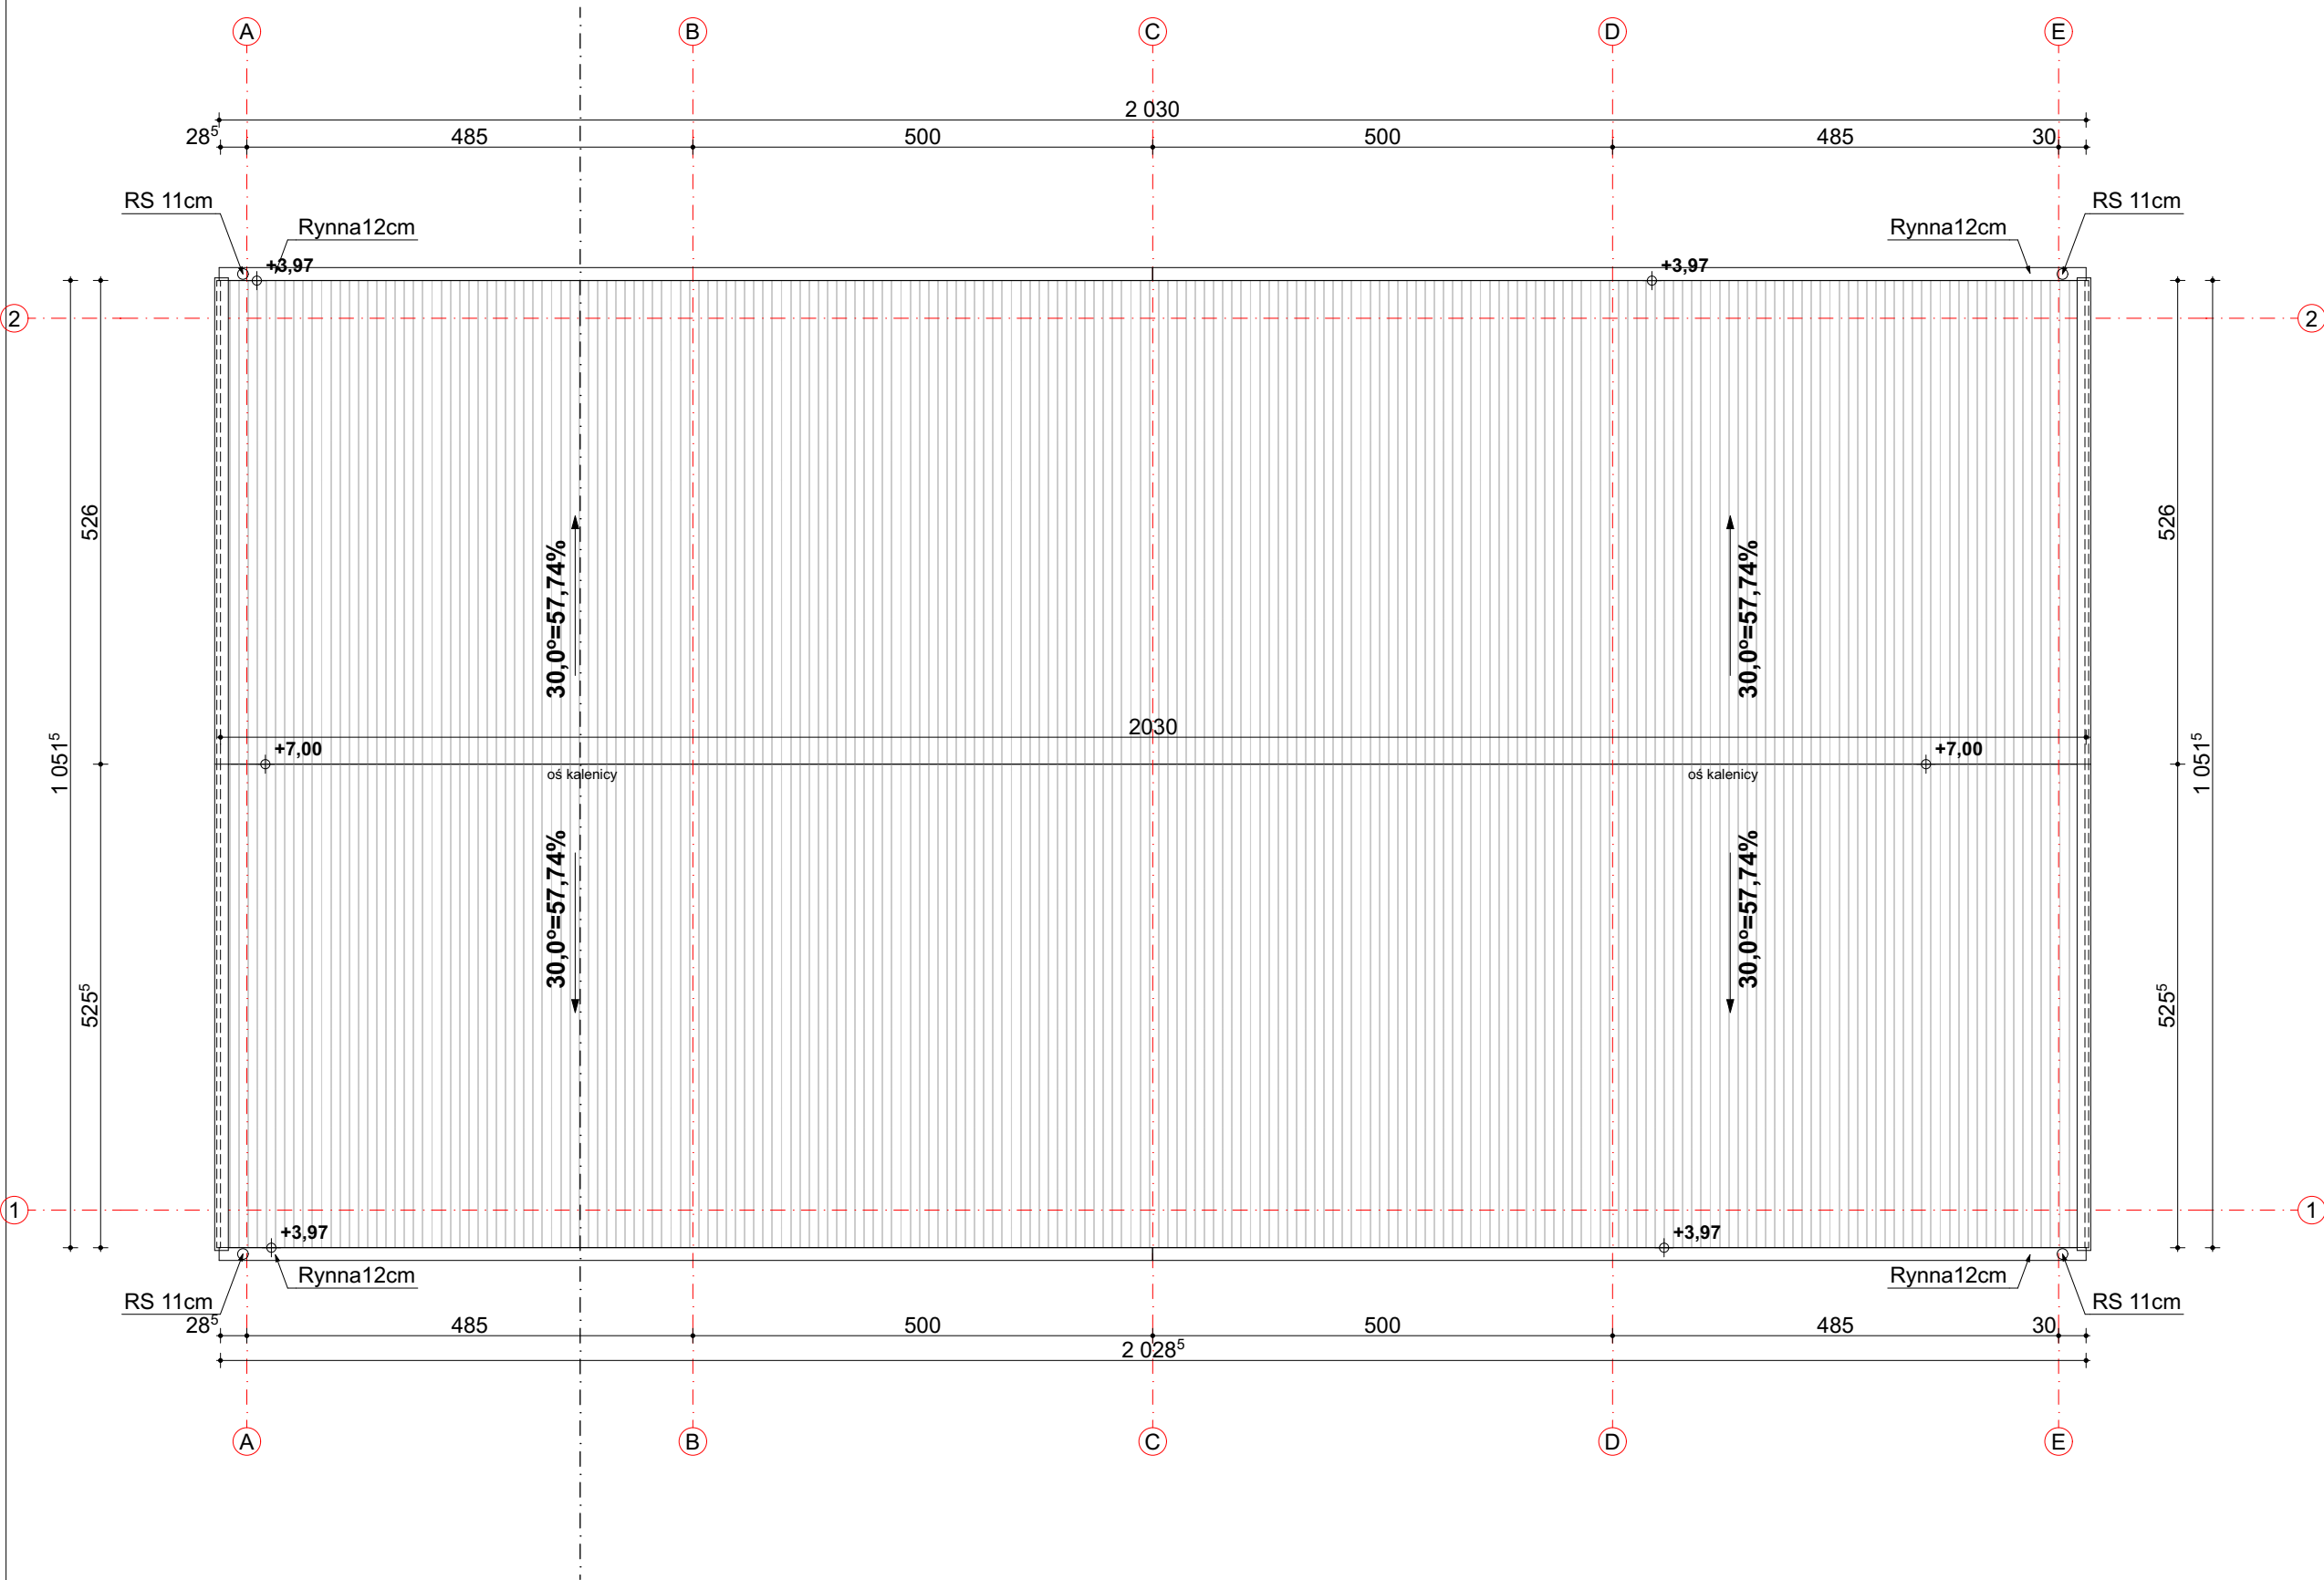 A B C D E
2 030
28⁵ 485 500 500 485 30
RS 11cm RS 11cm
Rynna12cm Rynna12cm
+3,97 +3,97
2 2
526 526
30,0°=57,74% 30,0°=57,74%
2030
1 051⁵ 1 051⁵
+7,00 +7,00
oś kalenicy oś kalenicy
30,0°=57,74% 30,0°=57,74%
525⁵ 525⁵
1 1
+3,97 +3,97
Rynna12cm Rynna12cm
RS 11cm RS 11cm
28⁵ 485 500 500 485 30
2 028⁵
A B C D E